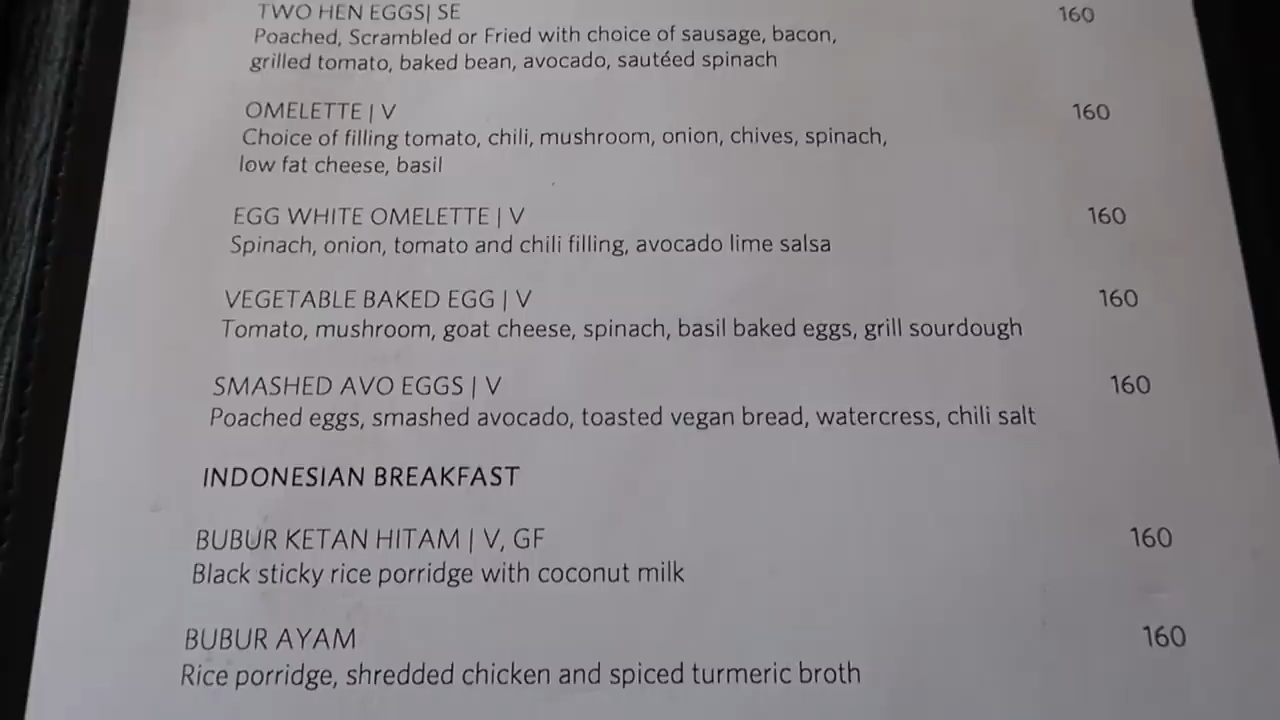 TWO HEN EGGS| SE 160
Poached, Scrambled or Fried with choice of sausage, bacon,
grilled tomato, baked bean, avocado, sautéed spinach
OMELETTE | V 160
Choice of filling tomato, chili, mushroom, onion, chives, spinach,
low fat cheese, basil
EGG WHITE OMELETTE | V 160
Spinach, onion, tomato and chili filling, avocado lime salsa
VEGETABLE BAKED EGG | V 160
Tomato, mushroom, goat cheese, spinach, basil baked eggs, grill sourdough
SMASHED AVO EGGS | V 160
Poached eggs, smashed avocado, toasted vegan bread, watercress, chili salt
INDONESIAN BREAKFAST
BUBUR KETAN HITAM | V, GF 160
Black sticky rice porridge with coconut milk
BUBUR AYAM 160
Rice porridge, shredded chicken and spiced turmeric broth